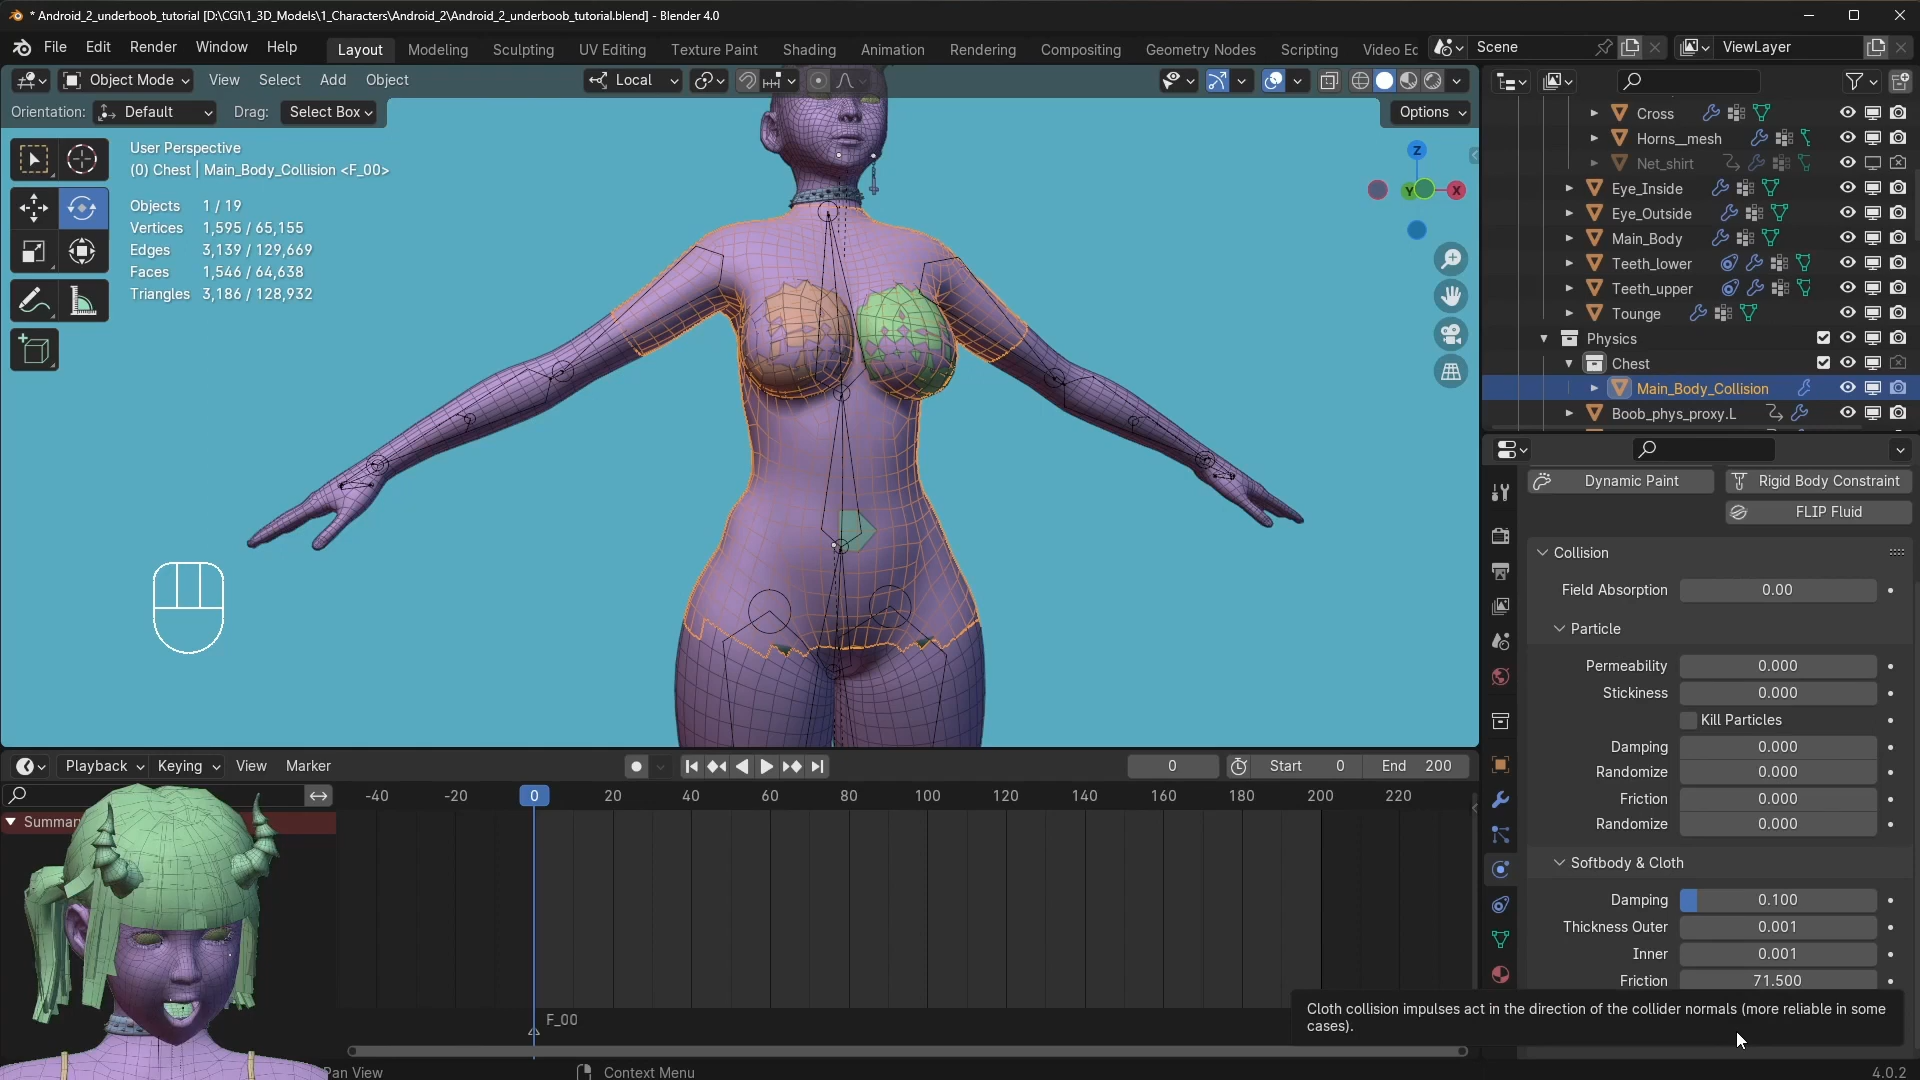 * Android_2_underboob_tutorial [D:\CGI\1_3D_Models\1_Characters\Android_2\Android_2_underboob_tutorial.blend] - Blender 4.0
File Edit Render Window Help Layout Modeling Sculpting UV Editing Texture Paint Shading Animation Rendering Compositing Geometry Nodes Scripting Video Ec Scene ViewLayer
Object Mode View Select Add Object Local
Orientation: Default Drag: Select Box Options
User Perspective
(0) Chest | Main_Body_Collision <F_00>
Objects 1 / 19
Vertices 1,595 / 65,155
Edges 3,139 / 129,669
Faces 1,546 / 64,638
Triangles 3,186 / 128,932
Z
Y
X
Cross
Horns__mesh
Net_shirt
Eye_Inside
Eye_Outside
Main_Body
Teeth_lower
Teeth_upper
Tounge
Physics
Chest
Main_Body_Collision
Boob_phys_proxy.L
Dynamic Paint Rigid Body Constraint
FLIP Fluid
Collision
Field Absorption 0.00
Particle
Permeability 0.000
Stickiness 0.000
Kill Particles
Damping 0.000
Randomize 0.000
Friction 0.000
Randomize 0.000
Softbody & Cloth
Damping 0.100
Thickness Outer 0.001
Inner 0.001
Friction 71.500
Cloth collision impulses act in the direction of the collider normals (more reliable in some
cases).
Playback Keying View Marker 0 Start 0 End 200
-40 -20 0 20 40 60 80 100 120 140 160 180 200 220
Summar
F_00
Pan View Context Menu 4.0.2